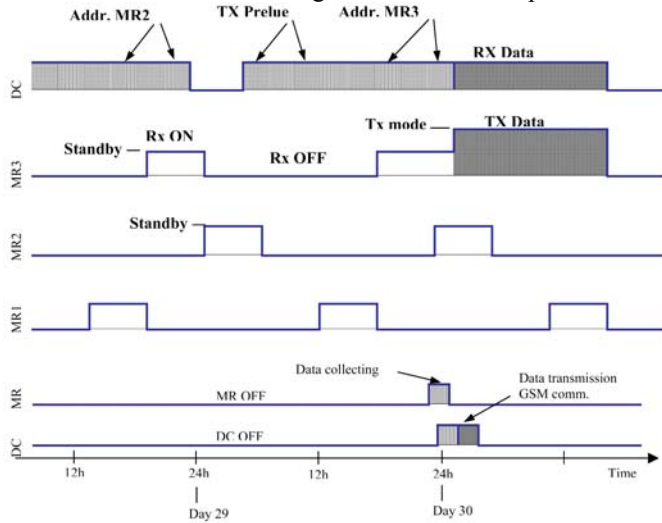 Addr. MR2 TX Prelue Addr. MR3
RX Data
DC
Tx mode TX Data
Standby Rx ON
Rx OFF
MR3
Standby
MR2
MR1
Data collecting
Data transmission
GSM comm.
MR OFF
MR
DC OFF
DC
12h 24h 12h 24h Time
Day 29 Day 30